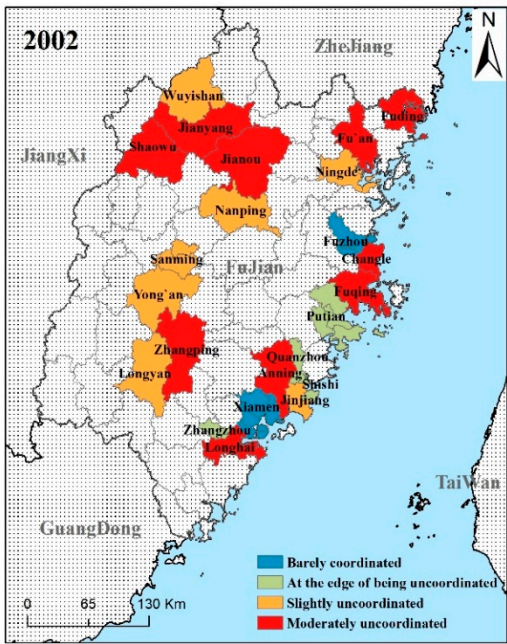 2002
N
ZheJiang
Wuyishan
Fuding
Jianyang
Fu`an
JiangXi
Shaowu
Jianou
Ningde
Nanping
Fuzhou
Sanming
FuJian
Changle
Yong`an
Fuqing
Putian
Zhangping
Quanzhou
Longyan
Anning
Shishi
Xiamen
Jinjiang
Zhangzhou
Longhai
TaiWan
GuangDong
Barely coordinated
At the edge of being uncoordinated
Slightly uncoordinated
Moderately uncoordinated
0 65 130 Km